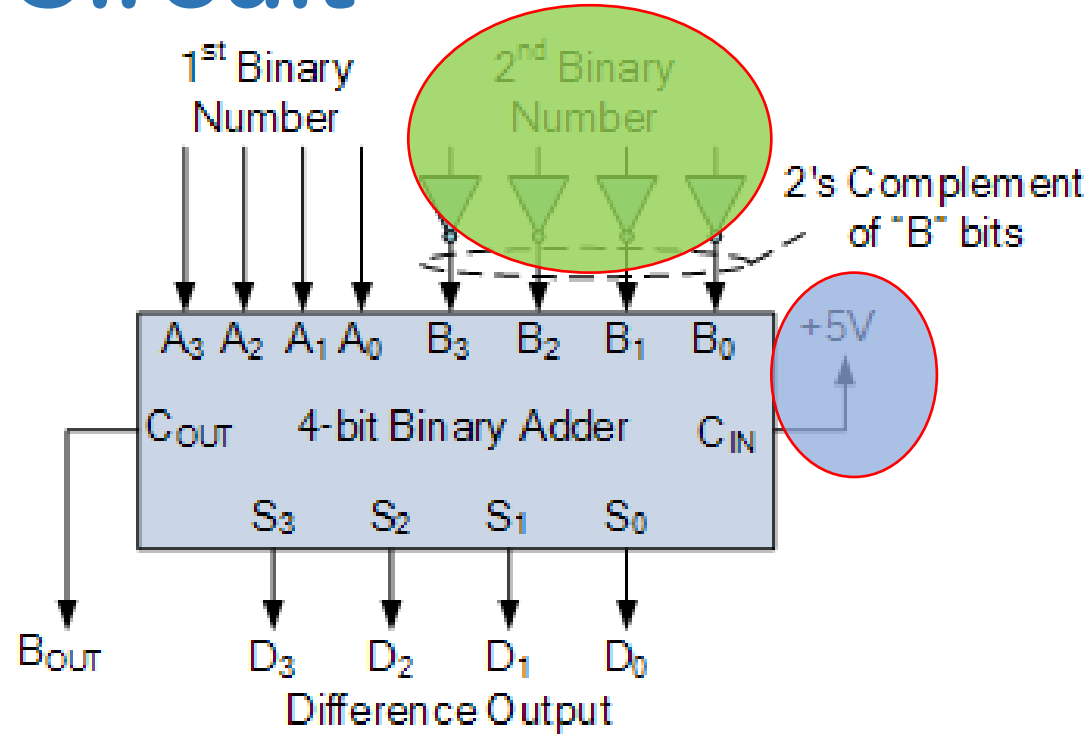 Circuit
1st Binary
Number
2nd Binary
Number
2's Complement
of "B" bits
A3 A2 A1 A0 B3 B2 B1 B0
+5V
COUT 4-bit Binary Adder CIN
S3 S2 S1 S0
BOUT D3 D2 D1 D0
Difference Output